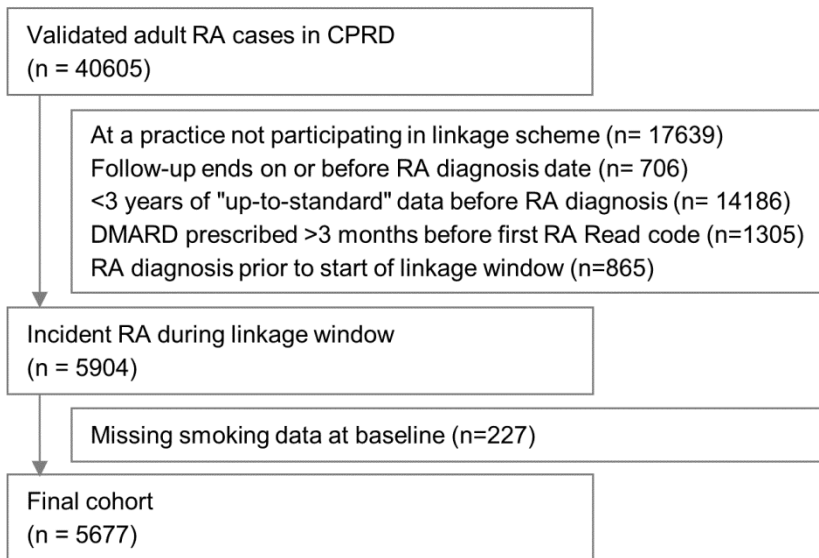 Validated adult RA cases in CPRD
(n = 40605)
At a practice not participating in linkage scheme (n= 17639)
Follow-up ends on or before RA diagnosis date (n= 706)
<3 years of "up-to-standard" data before RA diagnosis (n= 14186)
DMARD prescribed >3 months before first RA Read code (n=1305)
RA diagnosis prior to start of linkage window (n=865)
Incident RA during linkage window
(n = 5904)
Missing smoking data at baseline (n=227)
Final cohort
(n = 5677)